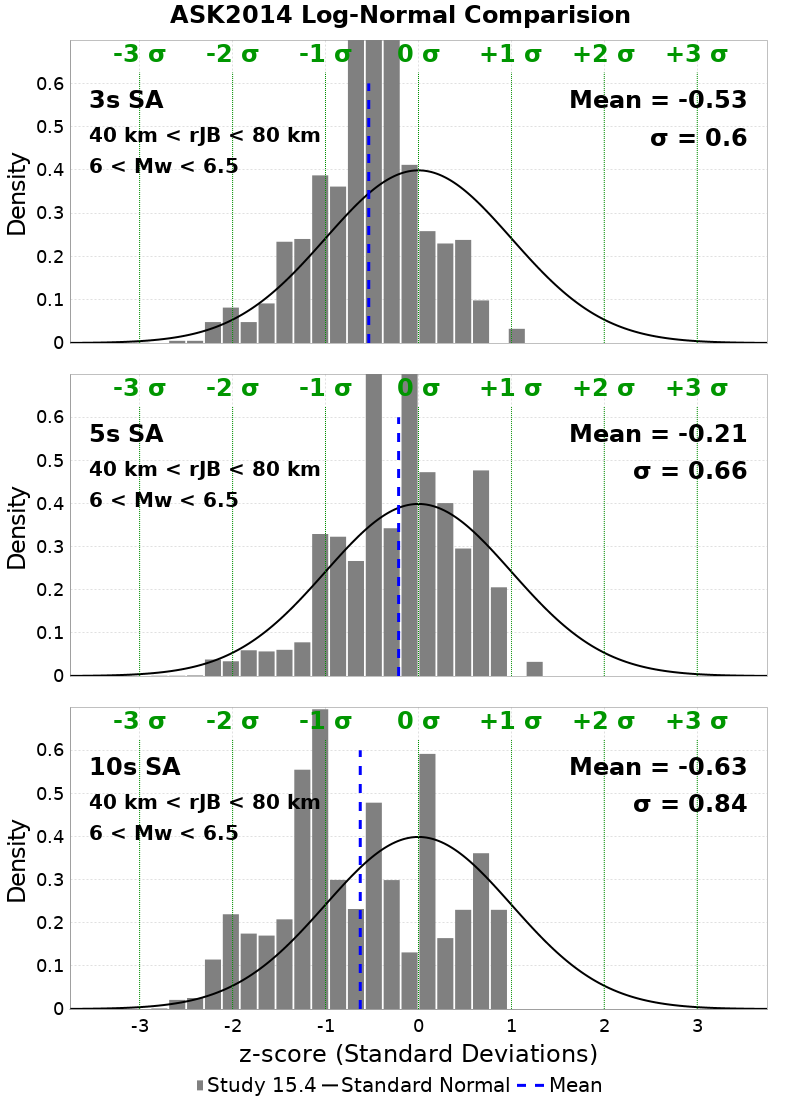 ASK2014 Log-Normal Comparision
-3 σ -2 σ -1 σ 0 σ +1 σ +2 σ +3 σ
3s SA
40 km < rJB < 80 km
6 < Mw < 6.5
Mean = -0.53
σ = 0.6
Density
0.6
0.5
0.4
0.3
0.2
0.1
0
-3 σ -2 σ -1 σ 0 σ +1 σ +2 σ +3 σ
5s SA
40 km < rJB < 80 km
6 < Mw < 6.5
Mean = -0.21
σ = 0.66
Density
0.6
0.5
0.4
0.3
0.2
0.1
0
-3 σ -2 σ -1 σ 0 σ +1 σ +2 σ +3 σ
10s SA
40 km < rJB < 80 km
6 < Mw < 6.5
Mean = -0.63
σ = 0.84
Density
0.6
0.5
0.4
0.3
0.2
0.1
0
-3 -2 -1 0 1 2 3
z-score (Standard Deviations)
Study 15.4 Standard Normal Mean